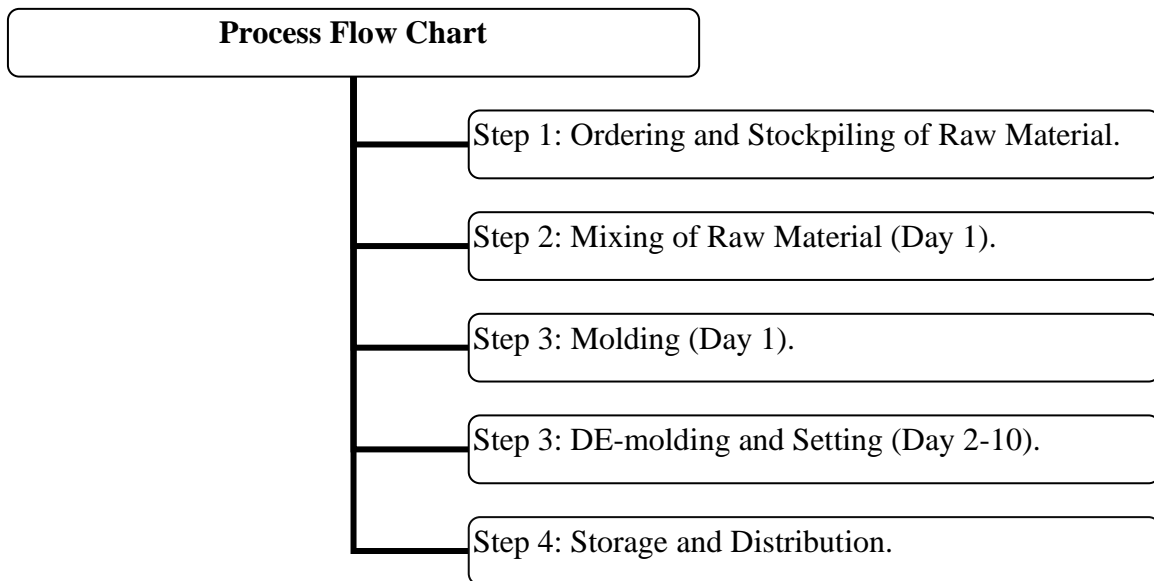 Process Flow Chart
Step 1: Ordering and Stockpiling of Raw Material.
Step 2: Mixing of Raw Material (Day 1).
Step 3: Molding (Day 1).
Step 3: DE-molding and Setting (Day 2-10).
Step 4: Storage and Distribution.